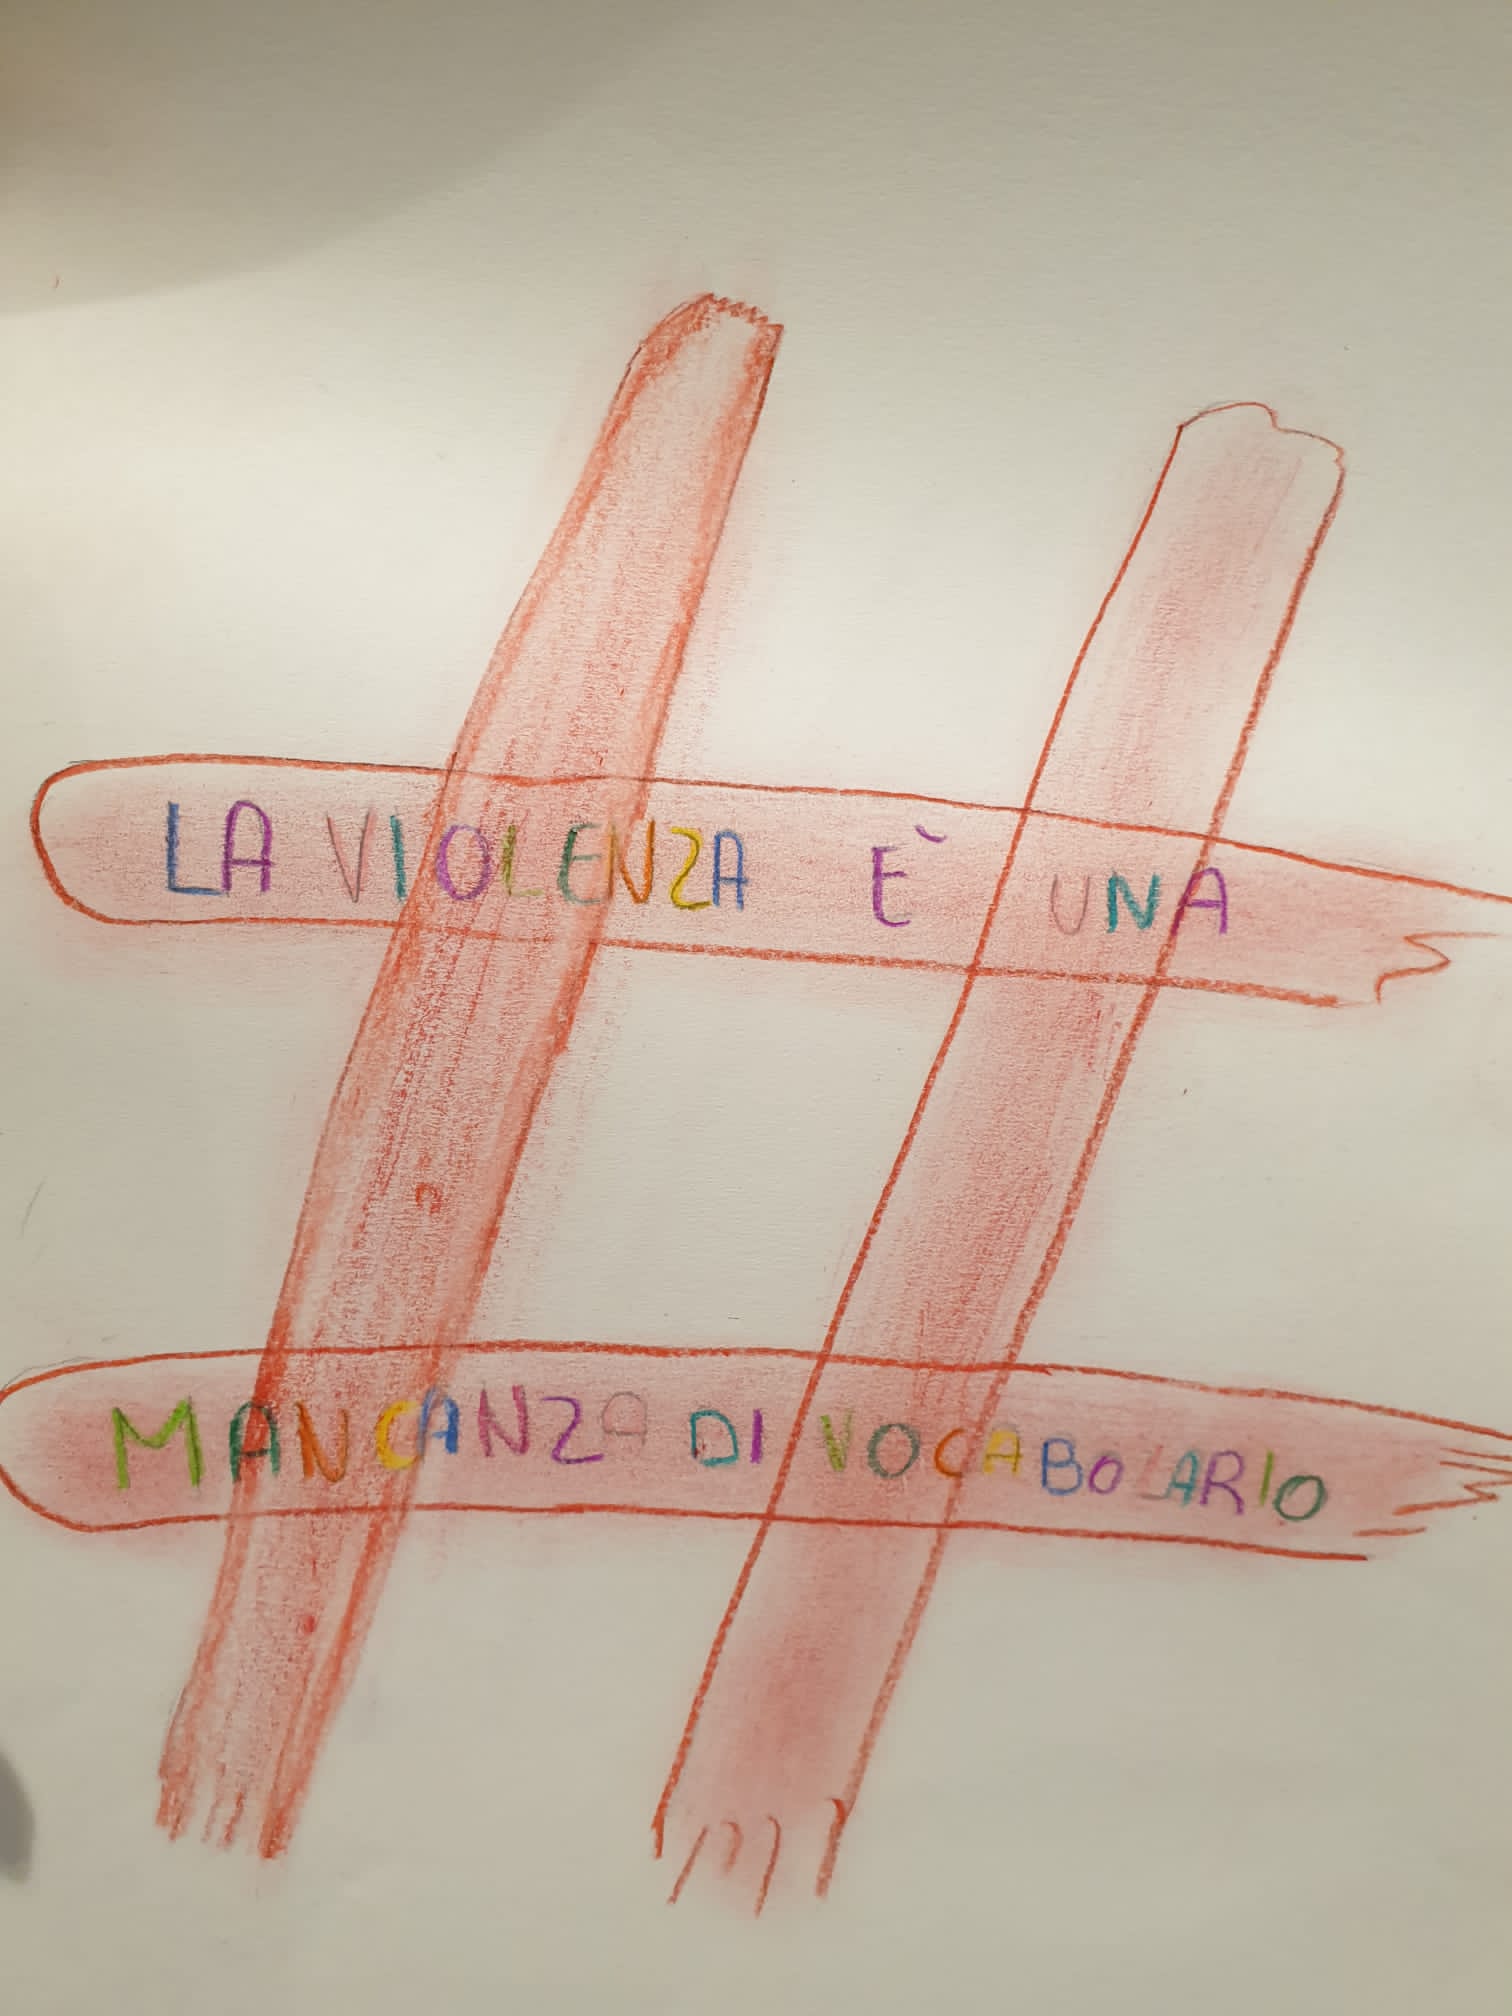 LA VIOLENZA È UNA
MANCANZA DI VOCABOLARIO